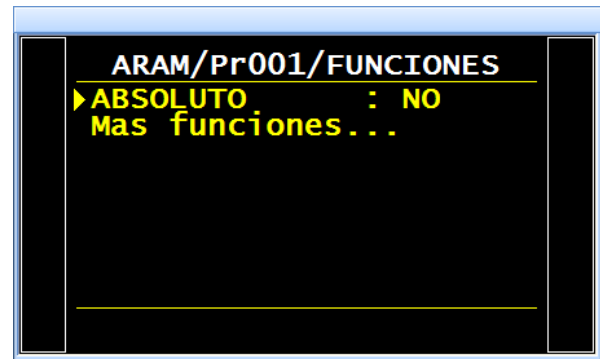 ARAM/Pr001/FUNCIONES
ABSOLUTO : NO
Mas funciones...